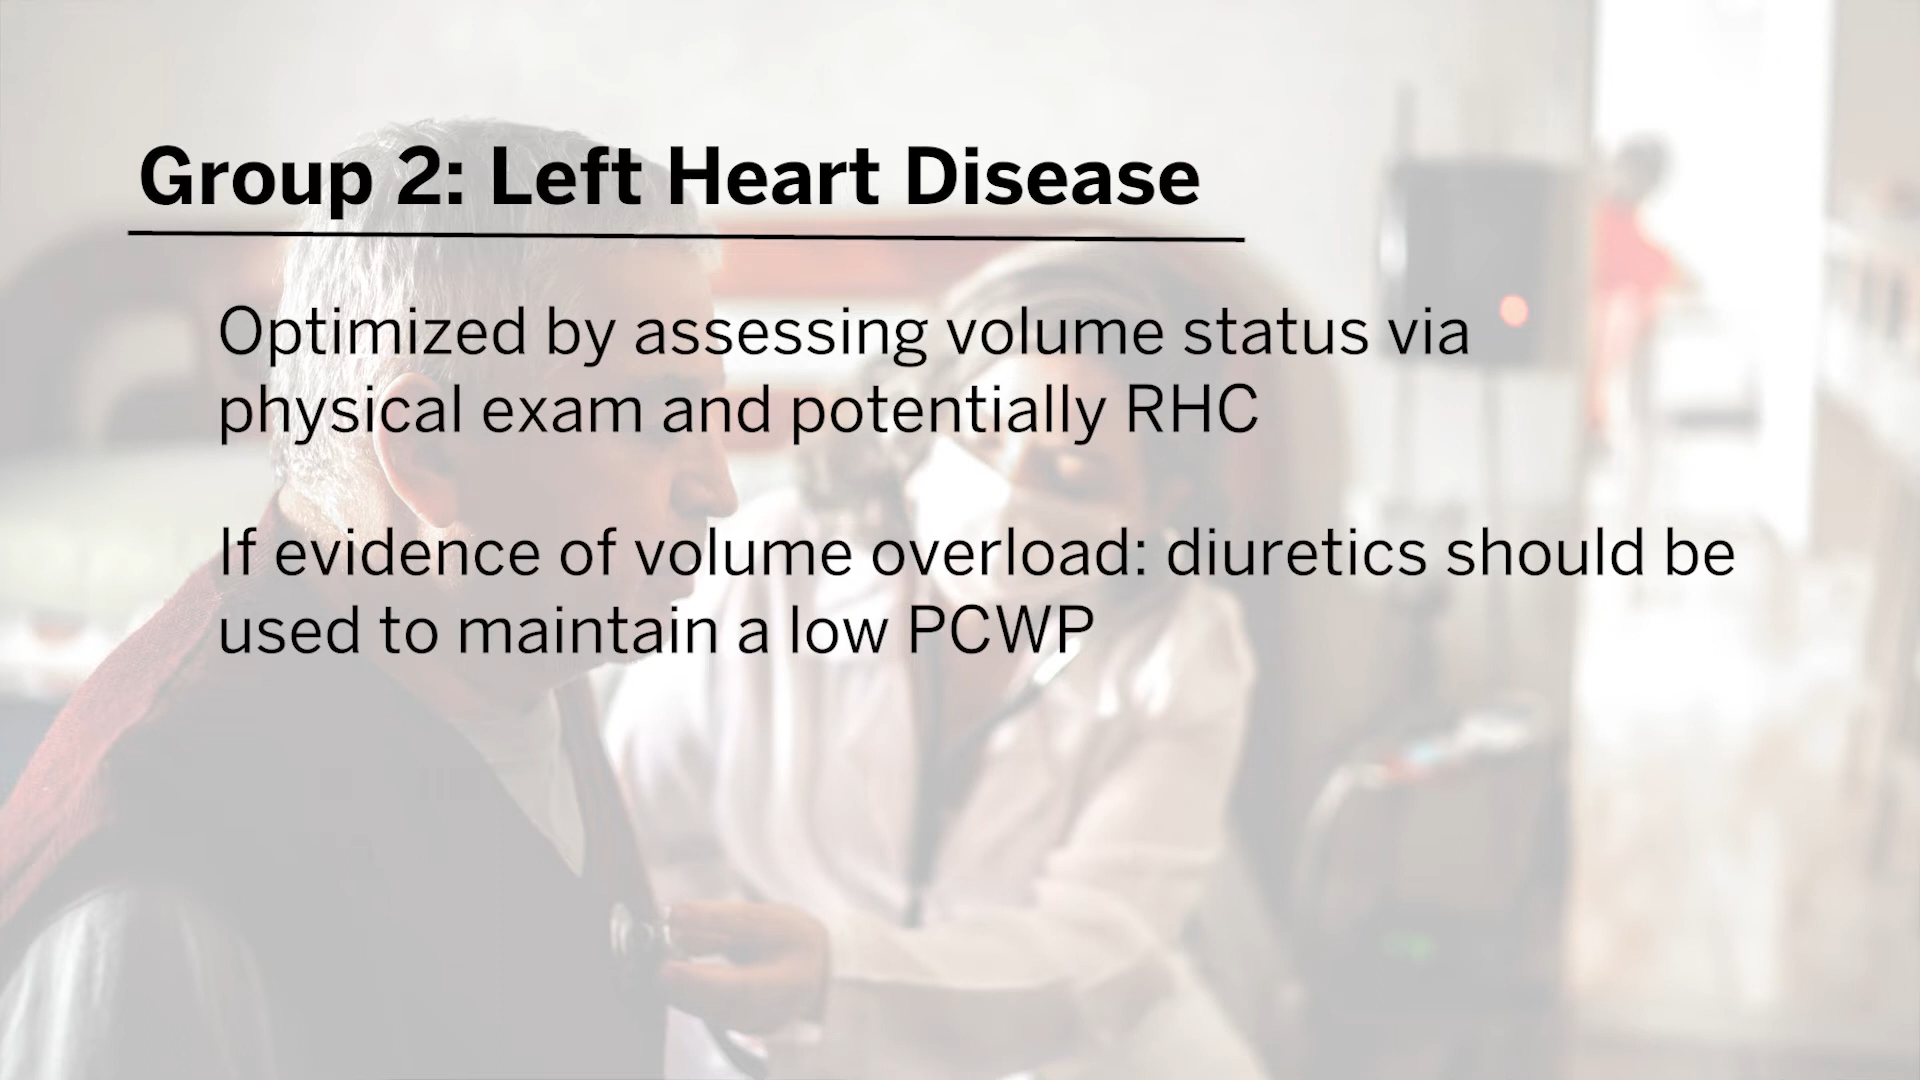 Group 2: Left Heart Disease
Optimized by assessing volume status via
physical exam and potentially RHC
If evidence of volume overload: diuretics should be
used to maintain a low PCWP